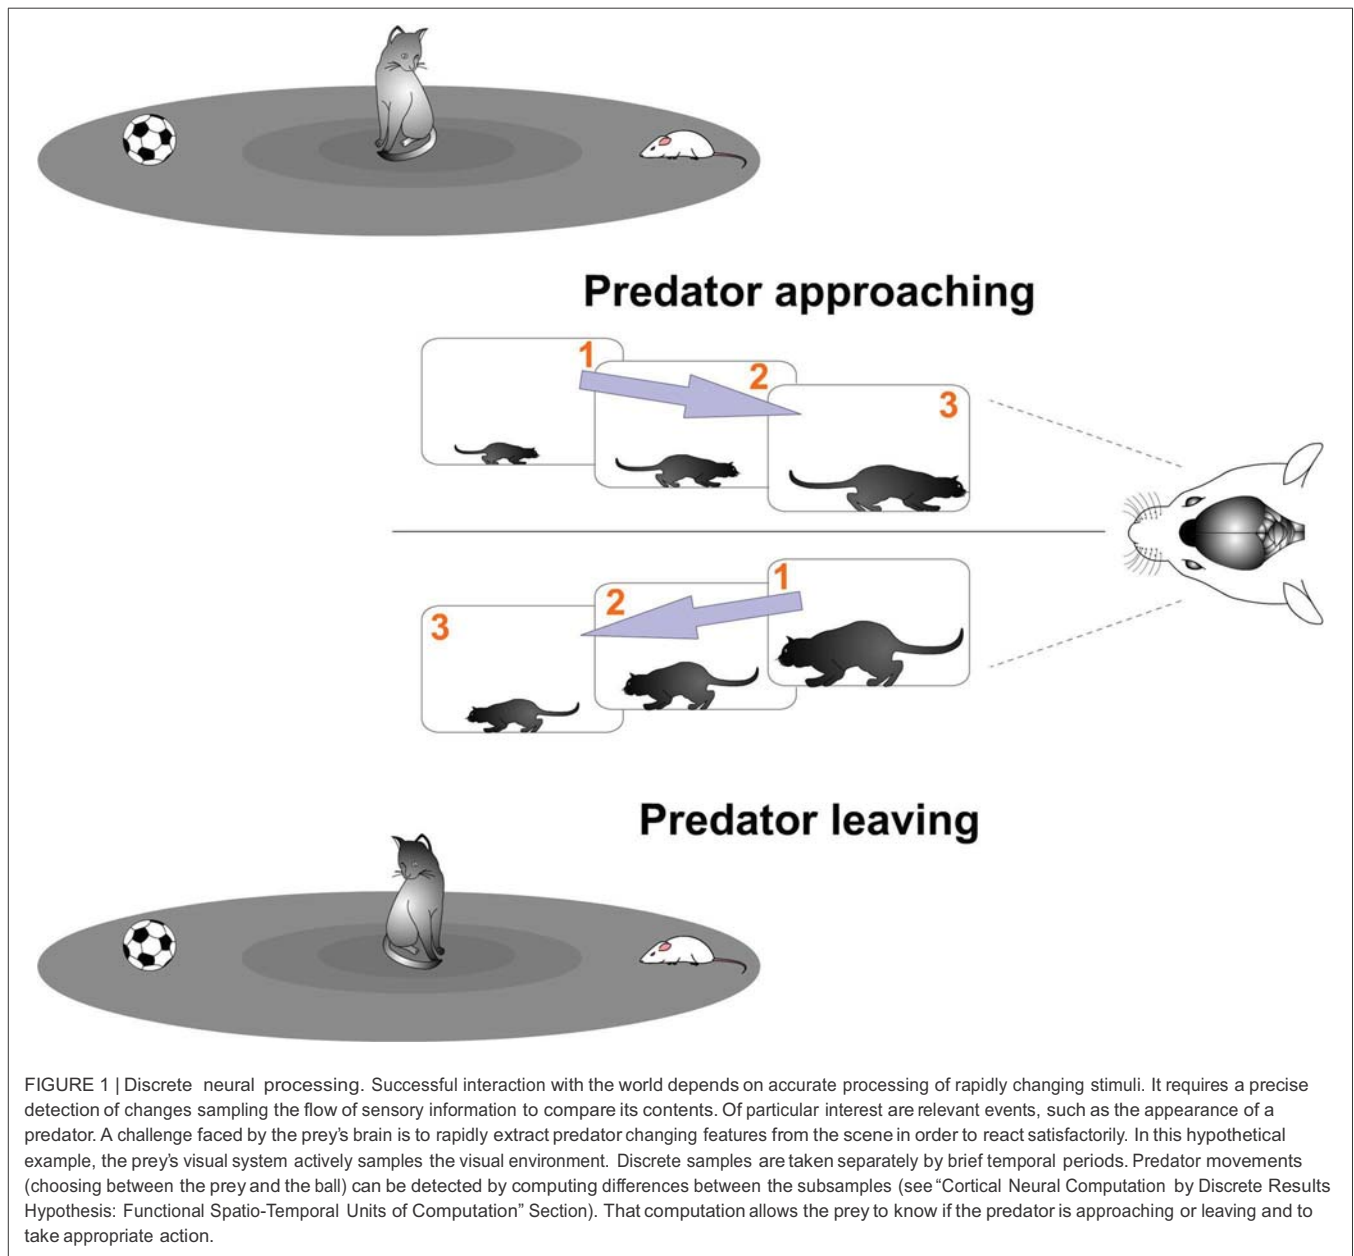 Predator approaching
1
2
3
1
2
3
Predator leaving
FIGURE 1 | Discrete neural processing. Successful interaction with the world depends on accurate processing of rapidly changing stimuli. It requires a precise
detection of changes sampling the flow of sensory information to compare its contents. Of particular interest are relevant events, such as the appearance of a
predator. A challenge faced by the prey's brain is to rapidly extract predator changing features from the scene in order to react satisfactorily. In this hypothetical
example, the prey's visual system actively samples the visual environment. Discrete samples are taken separately by brief temporal periods. Predator movements
(choosing between the prey and the ball) can be detected by computing differences between the subsamples (see "Cortical Neural Computation by Discrete Results
Hypothesis: Functional Spatio-Temporal Units of Computation" Section). That computation allows the prey to know if the predator is approaching or leaving and to
take appropriate action.